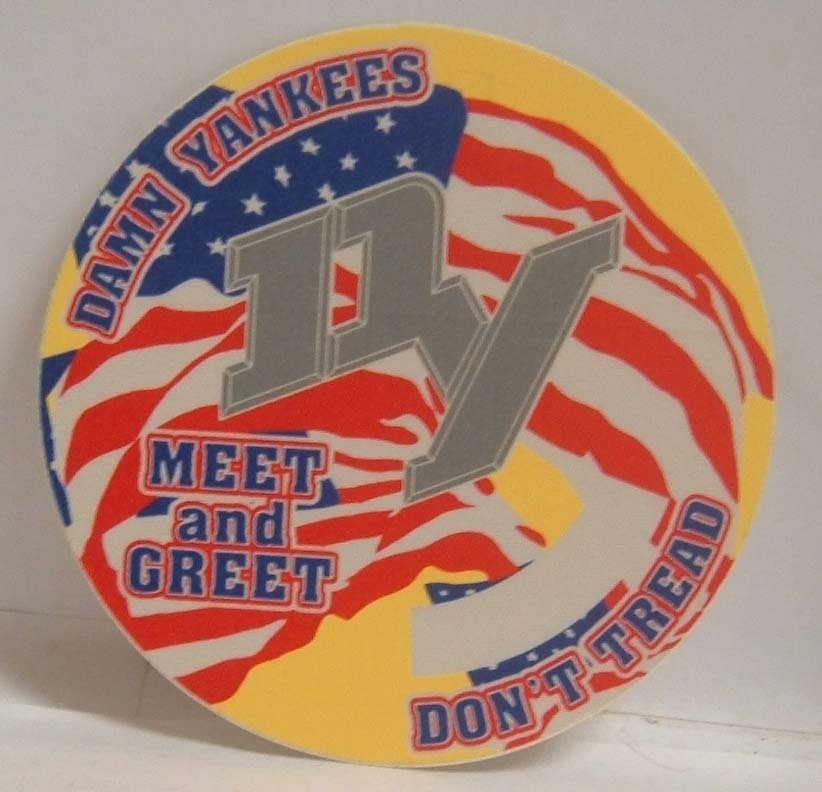 DAMN YANKEES
DY
MEET
and
GREET
DON'T TREAD